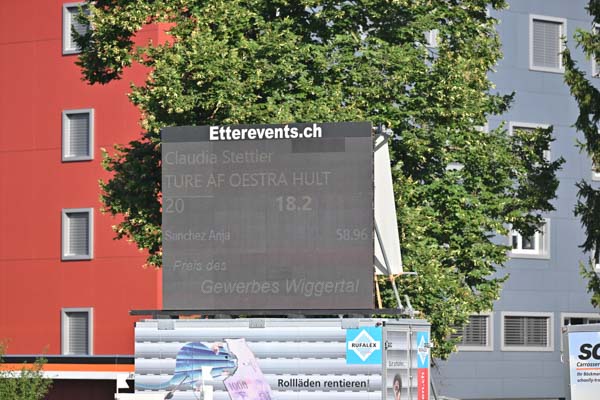 Etterevents.ch
Claudia Stettler
TURE AF OESTRA HULT
20 18.2
Sanchez Anja 58.96
Preis des
Gewerbes Wiggertal
RUFALEX
Rollläden rentieren!
SC
Carrosserie